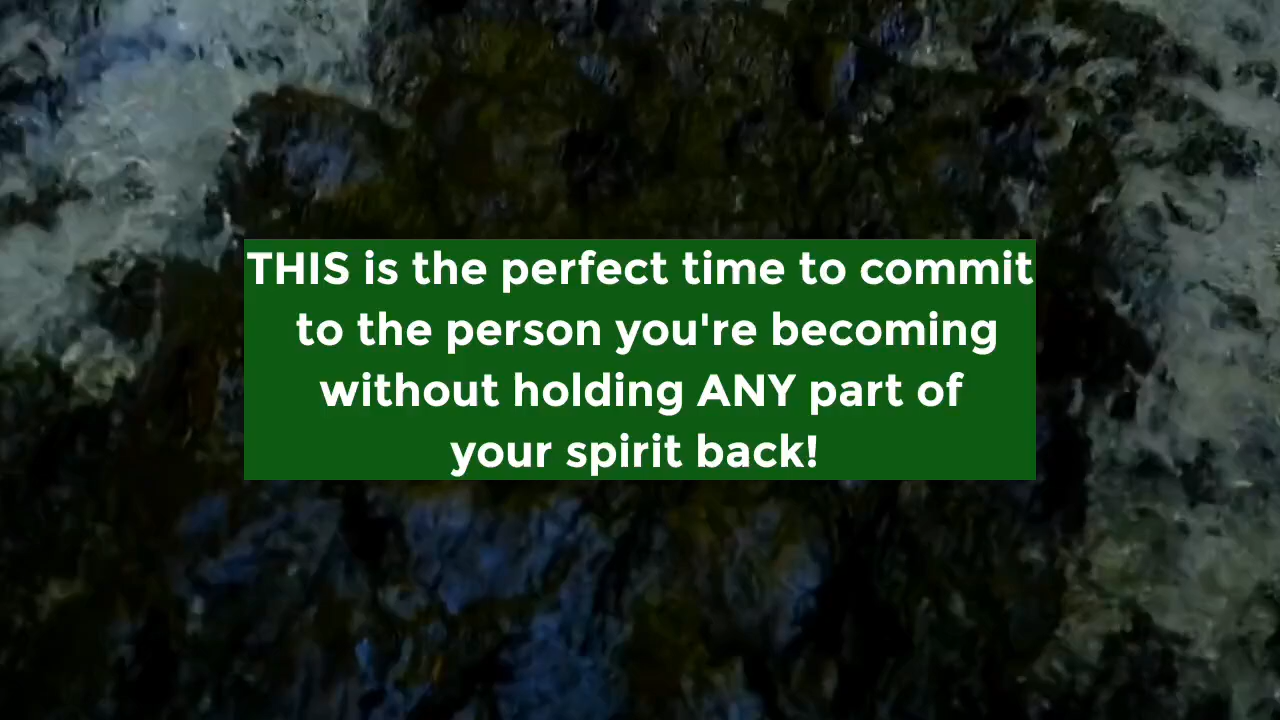 THIS is the perfect time to commit
to the person you're becoming
without holding ANY part of
your spirit back!